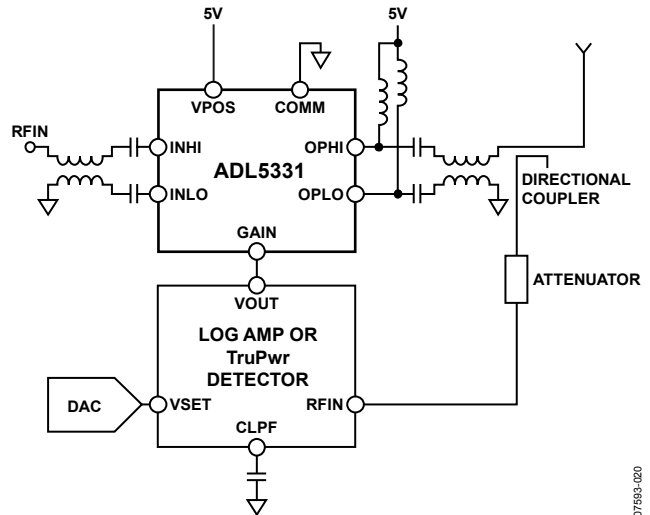 5V
5V
VPOS
COMM
RFIN
INHI
OPHI
ADL5331
INLO
OPLO
DIRECTIONAL
COUPLER
GAIN
ATTENUATOR
VOUT
LOG AMP OR
TruPwr
DETECTOR
DAC
VSET
RFIN
CLPF
07593-020